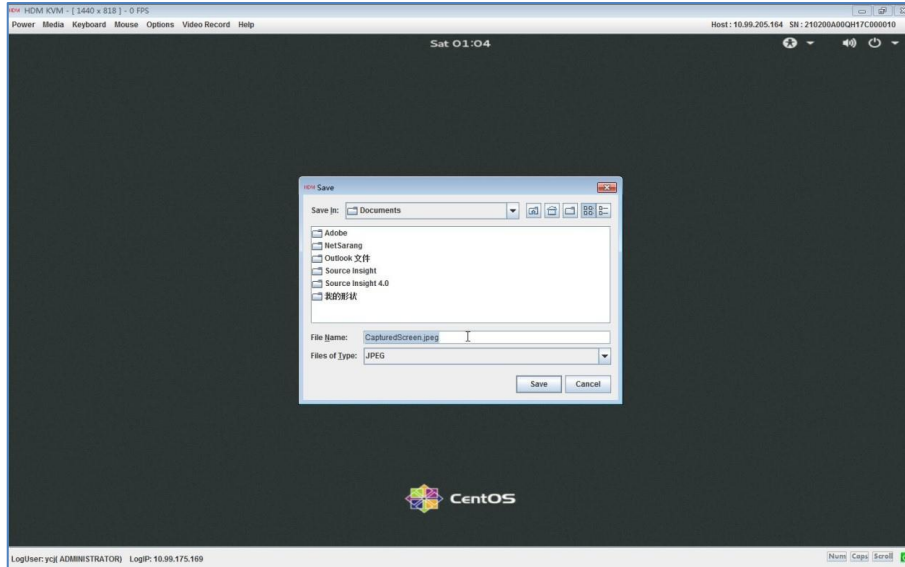 HDM HDM KVM - [ 1440 x 818 ] - 0 FPS
Power Media Keyboard Mouse Options Video Record Help Host : 10.99.205.164 SN : 210200A00QH17C000010
Sat 01:04
HDM Save
Save In: Documents
Adobe
NetSarang
Outlook 文件
Source Insight
Source Insight 4.0
我的形状
File Name: CapturedScreen.jpeg
Files of Type: JPEG
Save Cancel
CentOS
LogUser: ycj( ADMINISTRATOR) LogIP: 10.99.175.169 Num Caps Scroll